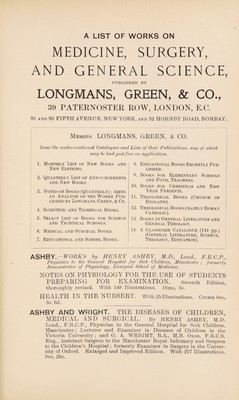 A LIST OF WORKS ON
MEDICINE, SURGERY,
AND GENERAL SCIENCE,
PUBLISHED BY
LONGMANS, GREEN, & CO.,
39 PATERNOSTER ROW, LONDON, E.C.
91 AND 93 FIFTH AVENUE, NEW YORK, AND 32 HORNBY ROAD, BOMBAY.
MESSRS. LONGMANS, GREEN, & CO.
Issue the undermentioned Catalogues and Lists of their Publications, any of which
may be had post free on application.
1. MONTHLY LIST OF NEW BOOKS AND
NEW EDITIONS.
2. QUARTERLY LIST OF ANNOUNCEMENTS
AND NEW BOOKS.
3. NOTES ON BOOKS (QUARTERLY); BEING
AN ANALYSIS OF THE WORKS PUB-
LISHED BY LONGMANS, GREEN, & CO.
4. SCIENTIFIC AND TECHNICAL BOOKS.
5. SELECT LIST OF BOOKS FOR SCIENCE
AND TECHNICAL SCHOOLS.
6. MEDICAL AND SURGICAL BOOKS.
7. EDUCATIONAL AND SCHOOL BOOKS.
8. EDUCATIONAL BOOKS RECENTLY PUB-
LISHED.
9. BOOKS FOR ELEMENTARY SCHOOLS
AND PUPIL TEACHERS.
10. BOOKS FOR CHRISTMAS AND NEW
YEAR PRESENTS.
11. THEOLOGICAL BOOKS (CHURCH OF
ENGLAND).
12. THEOLOGICAL BOOKS (MAINLY ROMAN
CATHOLIC).
13. BOOKS IN GENERAL LITERATURE AND
GENERAL THEOLOGY.
14. A CLASSIFIED CATALOGUE (144 pp.)
(GENERAL LITERATURE, SCIENCE,
THEOLOGY, EDUCATION).
ASHBY.—WORKS by HENRY ASHBY, M.D., Lond., F.R.C.P.,
Physician to the General Hospital for Sick Children, Manchester; formerly
Demonstrator of Physiology, Liverpool School of Medicine.
NOTES ON PHYSIOLOGY FOR THE USE OF STUDENTS
PREPARING FOR EXAMINATION. Seventh Edition,
thoroughly revised. With 148 Illustrations. 18mo, 5s.
HEALTH IN THE NURSERY. With 25 Illustrations. CROWN 8vo,
3s. 6d.
ASHBY AND WRIGHT. THE DISEASES OF CHILDREN,
MEDICAL AND SURGICAL. By HENRY ASHBY, M.D.
Lond., F.R.C.P., Physician to the General Hospital for Sick Children,
Manchester; Lecturer and Examiner in Diseases of Children in the
Victoria University; and G. A. WRIGHT, B.A., M.B. Oxon, F.R.C.S.
Eng., Assistant Surgeon to the Manchester Royal Infirmary and Surgeon
to the Children's Hospital; formerly Examiner in Surgery in the Univer-
sity of Oxford. Enlarged and Improved Edition. With 197 Illustrations.
8vo, 25s.